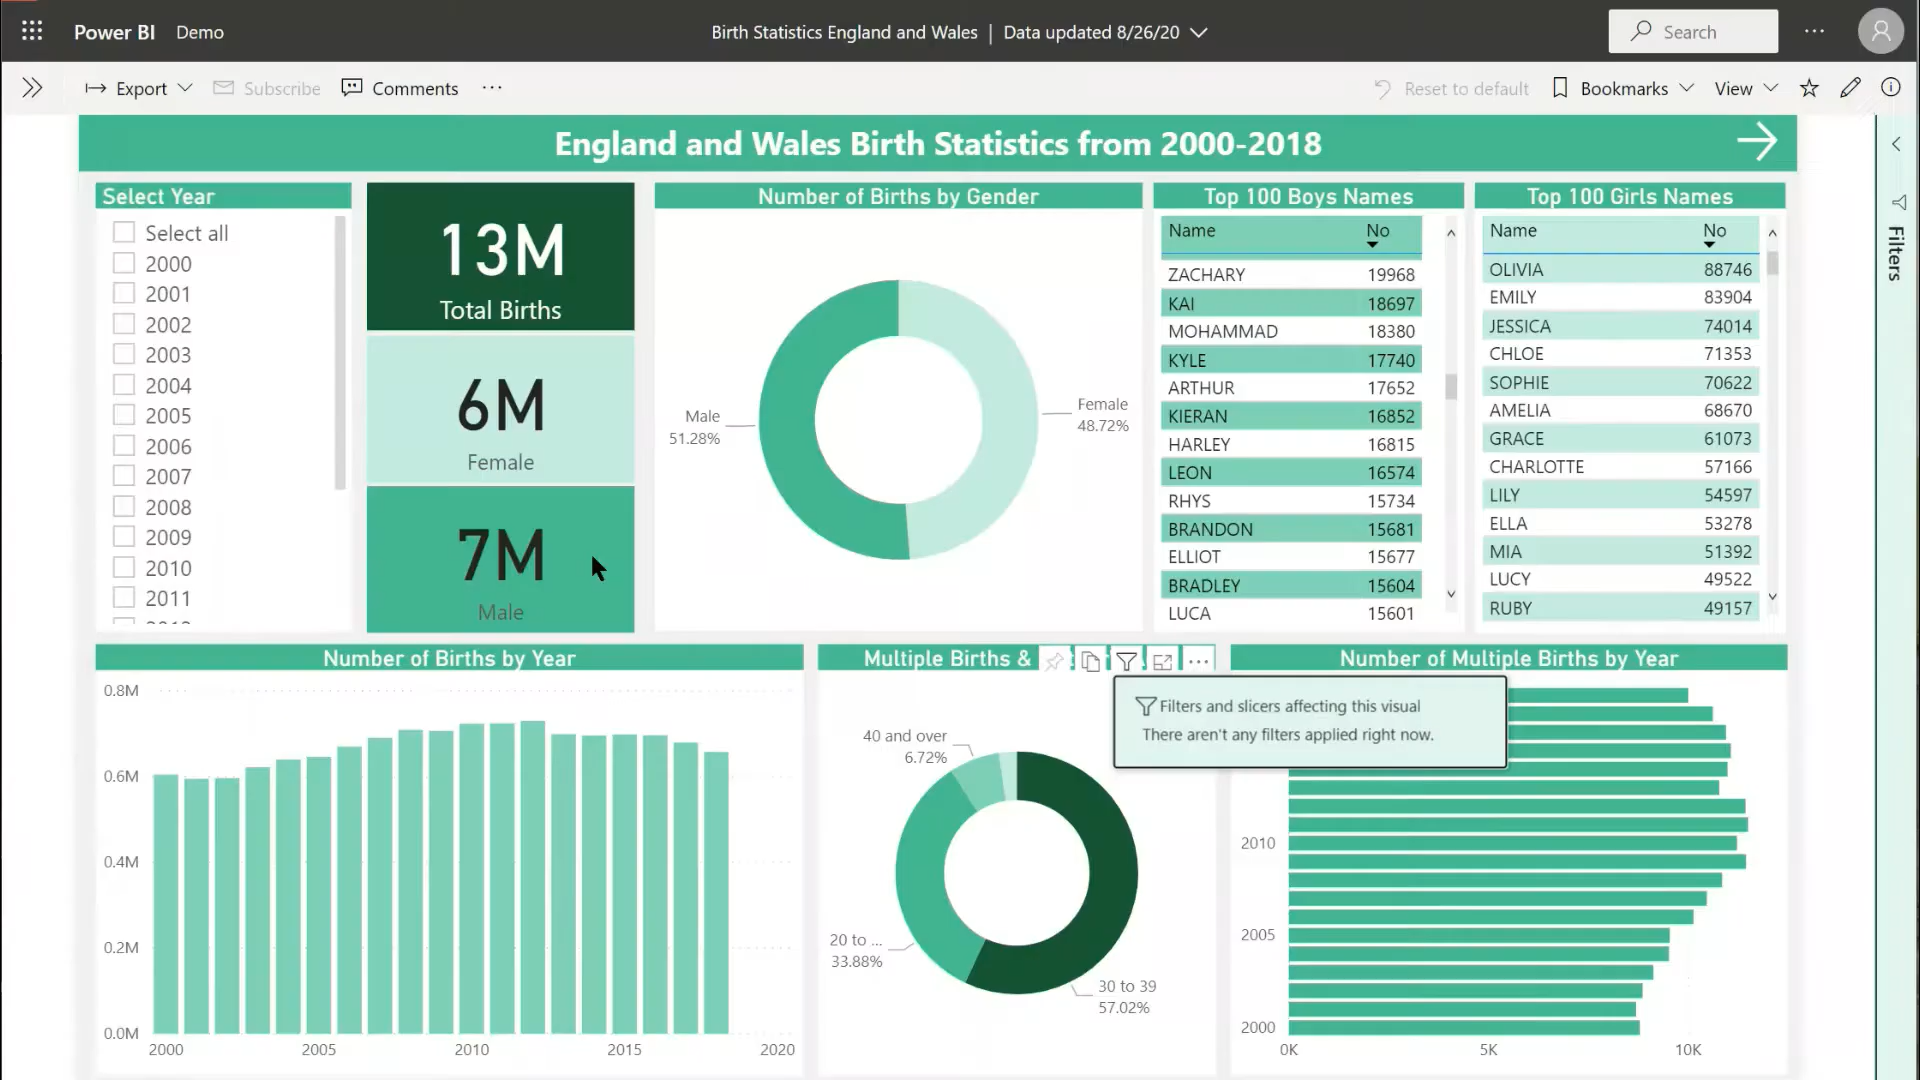 Power BI Demo
Birth Statistics England and Wales | Data updated 8/26/20
Search
Export
Subscribe
Comments
Reset to default
Bookmarks
View
England and Wales Birth Statistics from 2000-2018
Filters
Select Year
Select all
2000
2001
2002
2003
2004
2005
2006
2007
2008
2009
2010
2011
13M
Total Births
6M
Female
7M
Male
Number of Births by Gender
Male
51.28%
Female
48.72%
Top 100 Boys Names
Name No
ZACHARY 19968
KAI 18697
MOHAMMAD 18380
KYLE 17740
ARTHUR 17652
KIERAN 16852
HARLEY 16815
LEON 16574
RHYS 15734
BRANDON 15681
ELLIOT 15677
BRADLEY 15604
LUCA 15601
Top 100 Girls Names
Name No
OLIVIA 88746
EMILY 83904
JESSICA 74014
CHLOE 71353
SOPHIE 70622
AMELIA 68670
GRACE 61073
CHARLOTTE 57166
LILY 54597
ELLA 53278
MIA 51392
LUCY 49522
RUBY 49157
Number of Births by Year
0.8M
0.6M
0.4M
0.2M
0.0M
2000 2005 2010 2015 2020
Multiple Births &
Filters and slicers affecting this visual
There aren't any filters applied right now.
40 and over
6.72%
20 to ...
33.88%
30 to 39
57.02%
Number of Multiple Births by Year
2010
2005
2000
0K 5K 10K